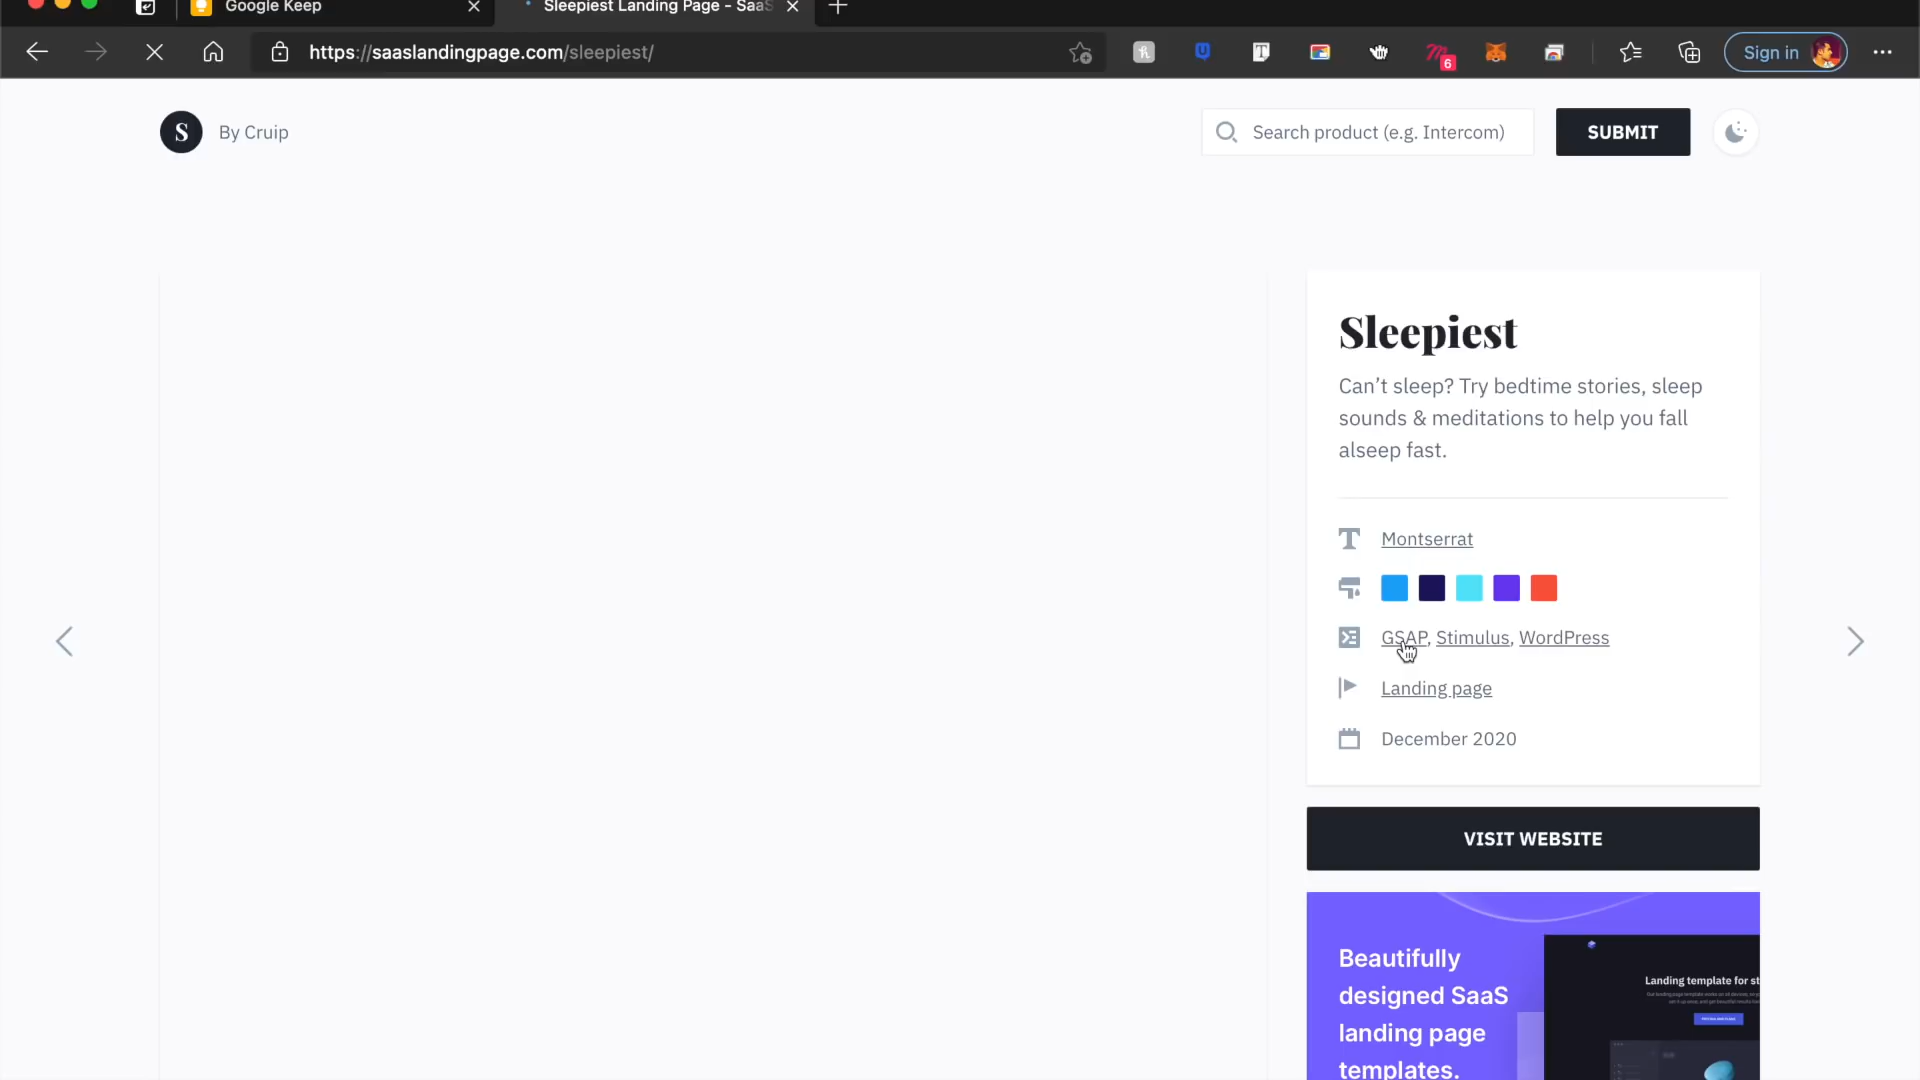 Google Keep
Sleepiest Landing Page - SaaS
https://saaslandingpage.com/sleepiest/
6
Sign in
S
By Cruip
Search product (e.g. Intercom)
SUBMIT
Sleepiest
Can’t sleep? Try bedtime stories, sleep
sounds & meditations to help you fall
alseep fast.
Montserrat
GSAP, Stimulus, WordPress
Landing page
December 2020
VISIT WEBSITE
Beautifully
designed SaaS
landing page
templates.
Landing template for st